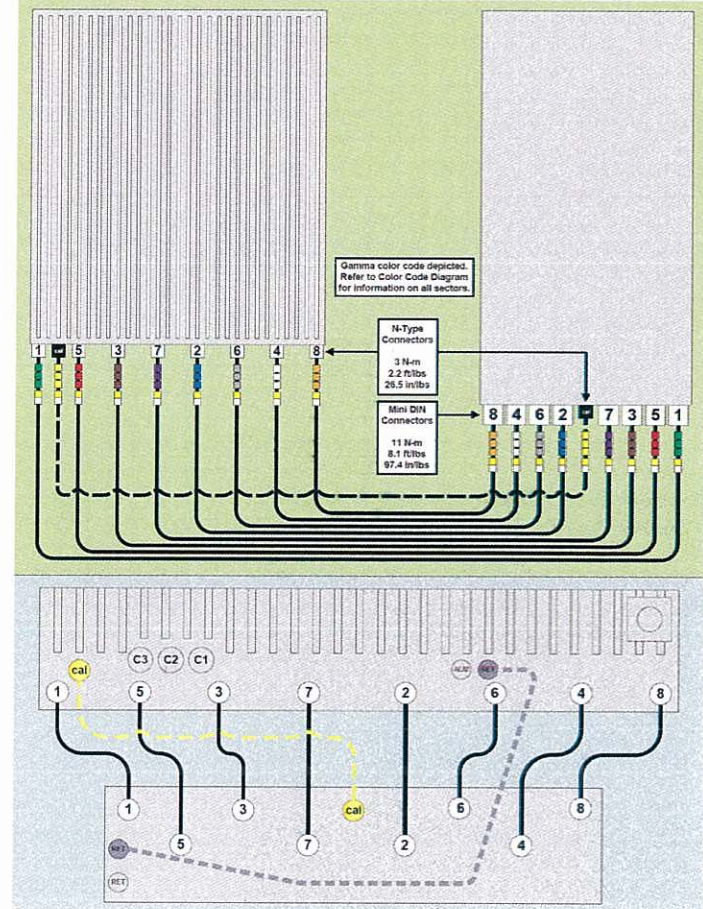 Gamma color code depicted.
Refer to Color Code Diagram
for information on all sectors.
N-Type
Connectors
3 N-m
2.2 ft/lbs
26.5 in/lbs
1 cal 5 3 7 2 6 4 8
Mini DIN
Connectors
11 N-m
8.1 ft/lbs
97.4 in/lbs
8 4 6 2 cal 7 3 5 1
C3 C2 C1
cal ALD RET
1 5 3 7 2 6 4 8
1 3 cal 6 8
5 7 2 4
RET
RET